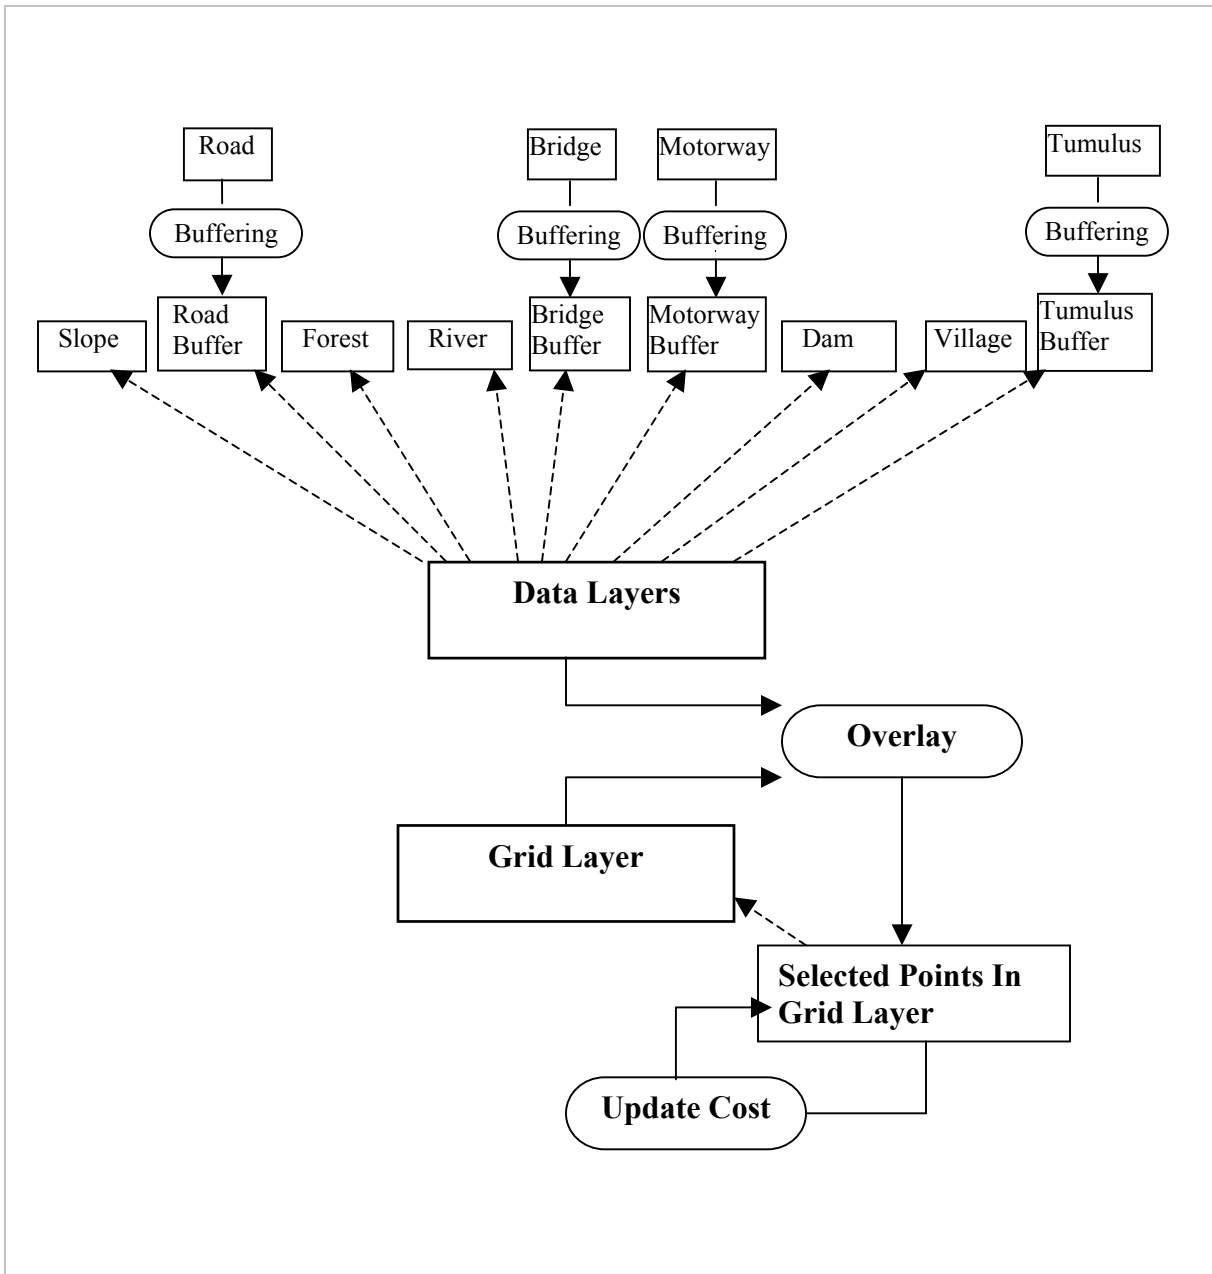 Road
Bridge
Motorway
Tumulus
Buffering
Buffering
Buffering
Buffering
Slope
Road
Buffer
Forest
River
Bridge
Buffer
Motorway
Buffer
Dam
Village
Tumulus
Buffer
Data Layers
Overlay
Grid Layer
Selected Points In
Grid Layer
Update Cost